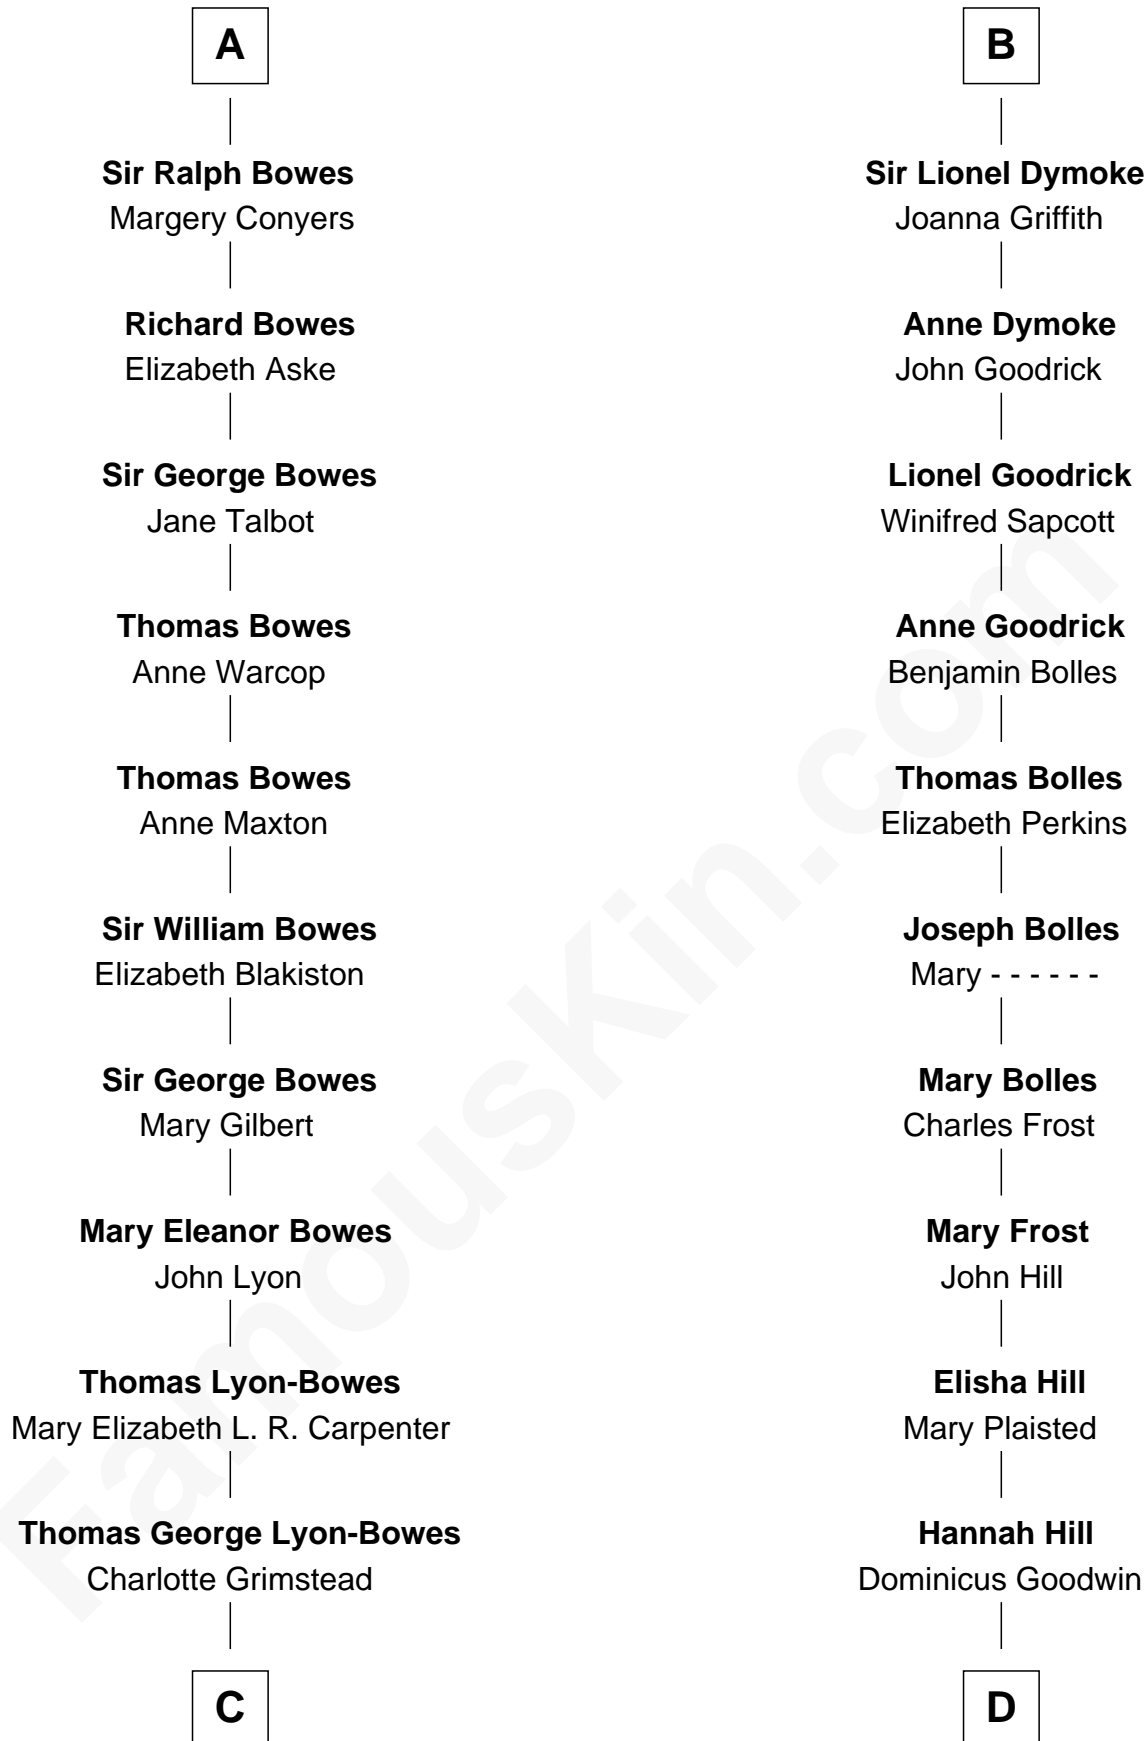 A
Sir Ralph Bowes
Margery Conyers
Richard Bowes
Elizabeth Aske
Sir George Bowes
Jane Talbot
Thomas Bowes
Anne Warcop
Thomas Bowes
Anne Maxton
Sir William Bowes
Elizabeth Blakiston
Sir George Bowes
Mary Gilbert
Mary Eleanor Bowes
John Lyon
Thomas Lyon-Bowes
Mary Elizabeth L. R. Carpenter
Thomas George Lyon-Bowes
Charlotte Grimstead
C
B
Sir Lionel Dymoke
Joanna Griffith
Anne Dymoke
John Goodrick
Lionel Goodrick
Winifred Sapcott
Anne Goodrick
Benjamin Bolles
Thomas Bolles
Elizabeth Perkins
Joseph Bolles
Mary - - - - - -
Mary Bolles
Charles Frost
Mary Frost
John Hill
Elisha Hill
Mary Plaisted
Hannah Hill
Dominicus Goodwin
D
FamousKin.com